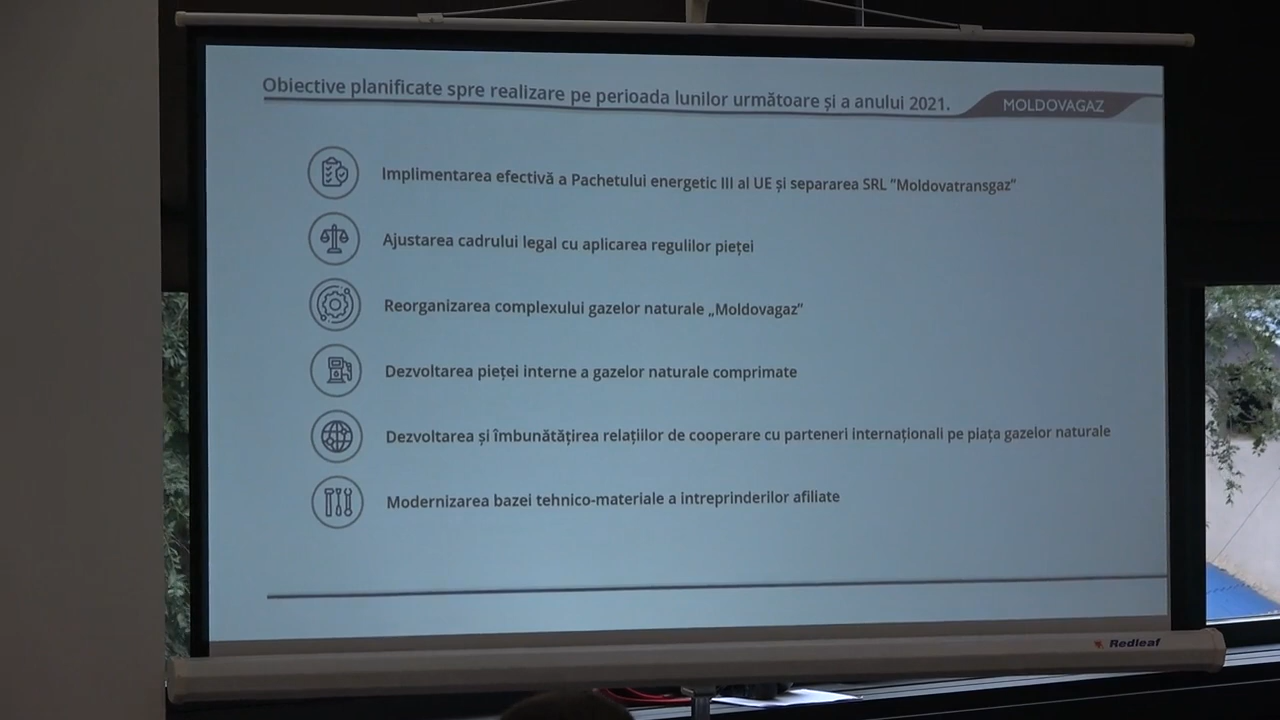 Obiective planificate spre realizare pe perioada lunilor următoare și a anului 2021.
MOLDOVAGAZ
Implimentarea efectivă a Pachetului energetic III al UE și separarea SRL "Moldovatransgaz"
Ajustarea cadrului legal cu aplicarea regulilor pieței
Reorganizarea complexului gazelor naturale „Moldovagaz”
Dezvoltarea pieței interne a gazelor naturale comprimate
Dezvoltarea și îmbunătățirea relațiilor de cooperare cu parteneri internaționali pe piața gazelor naturale
Modernizarea bazei tehnico-materiale a intreprinderilor afiliate
Redleaf